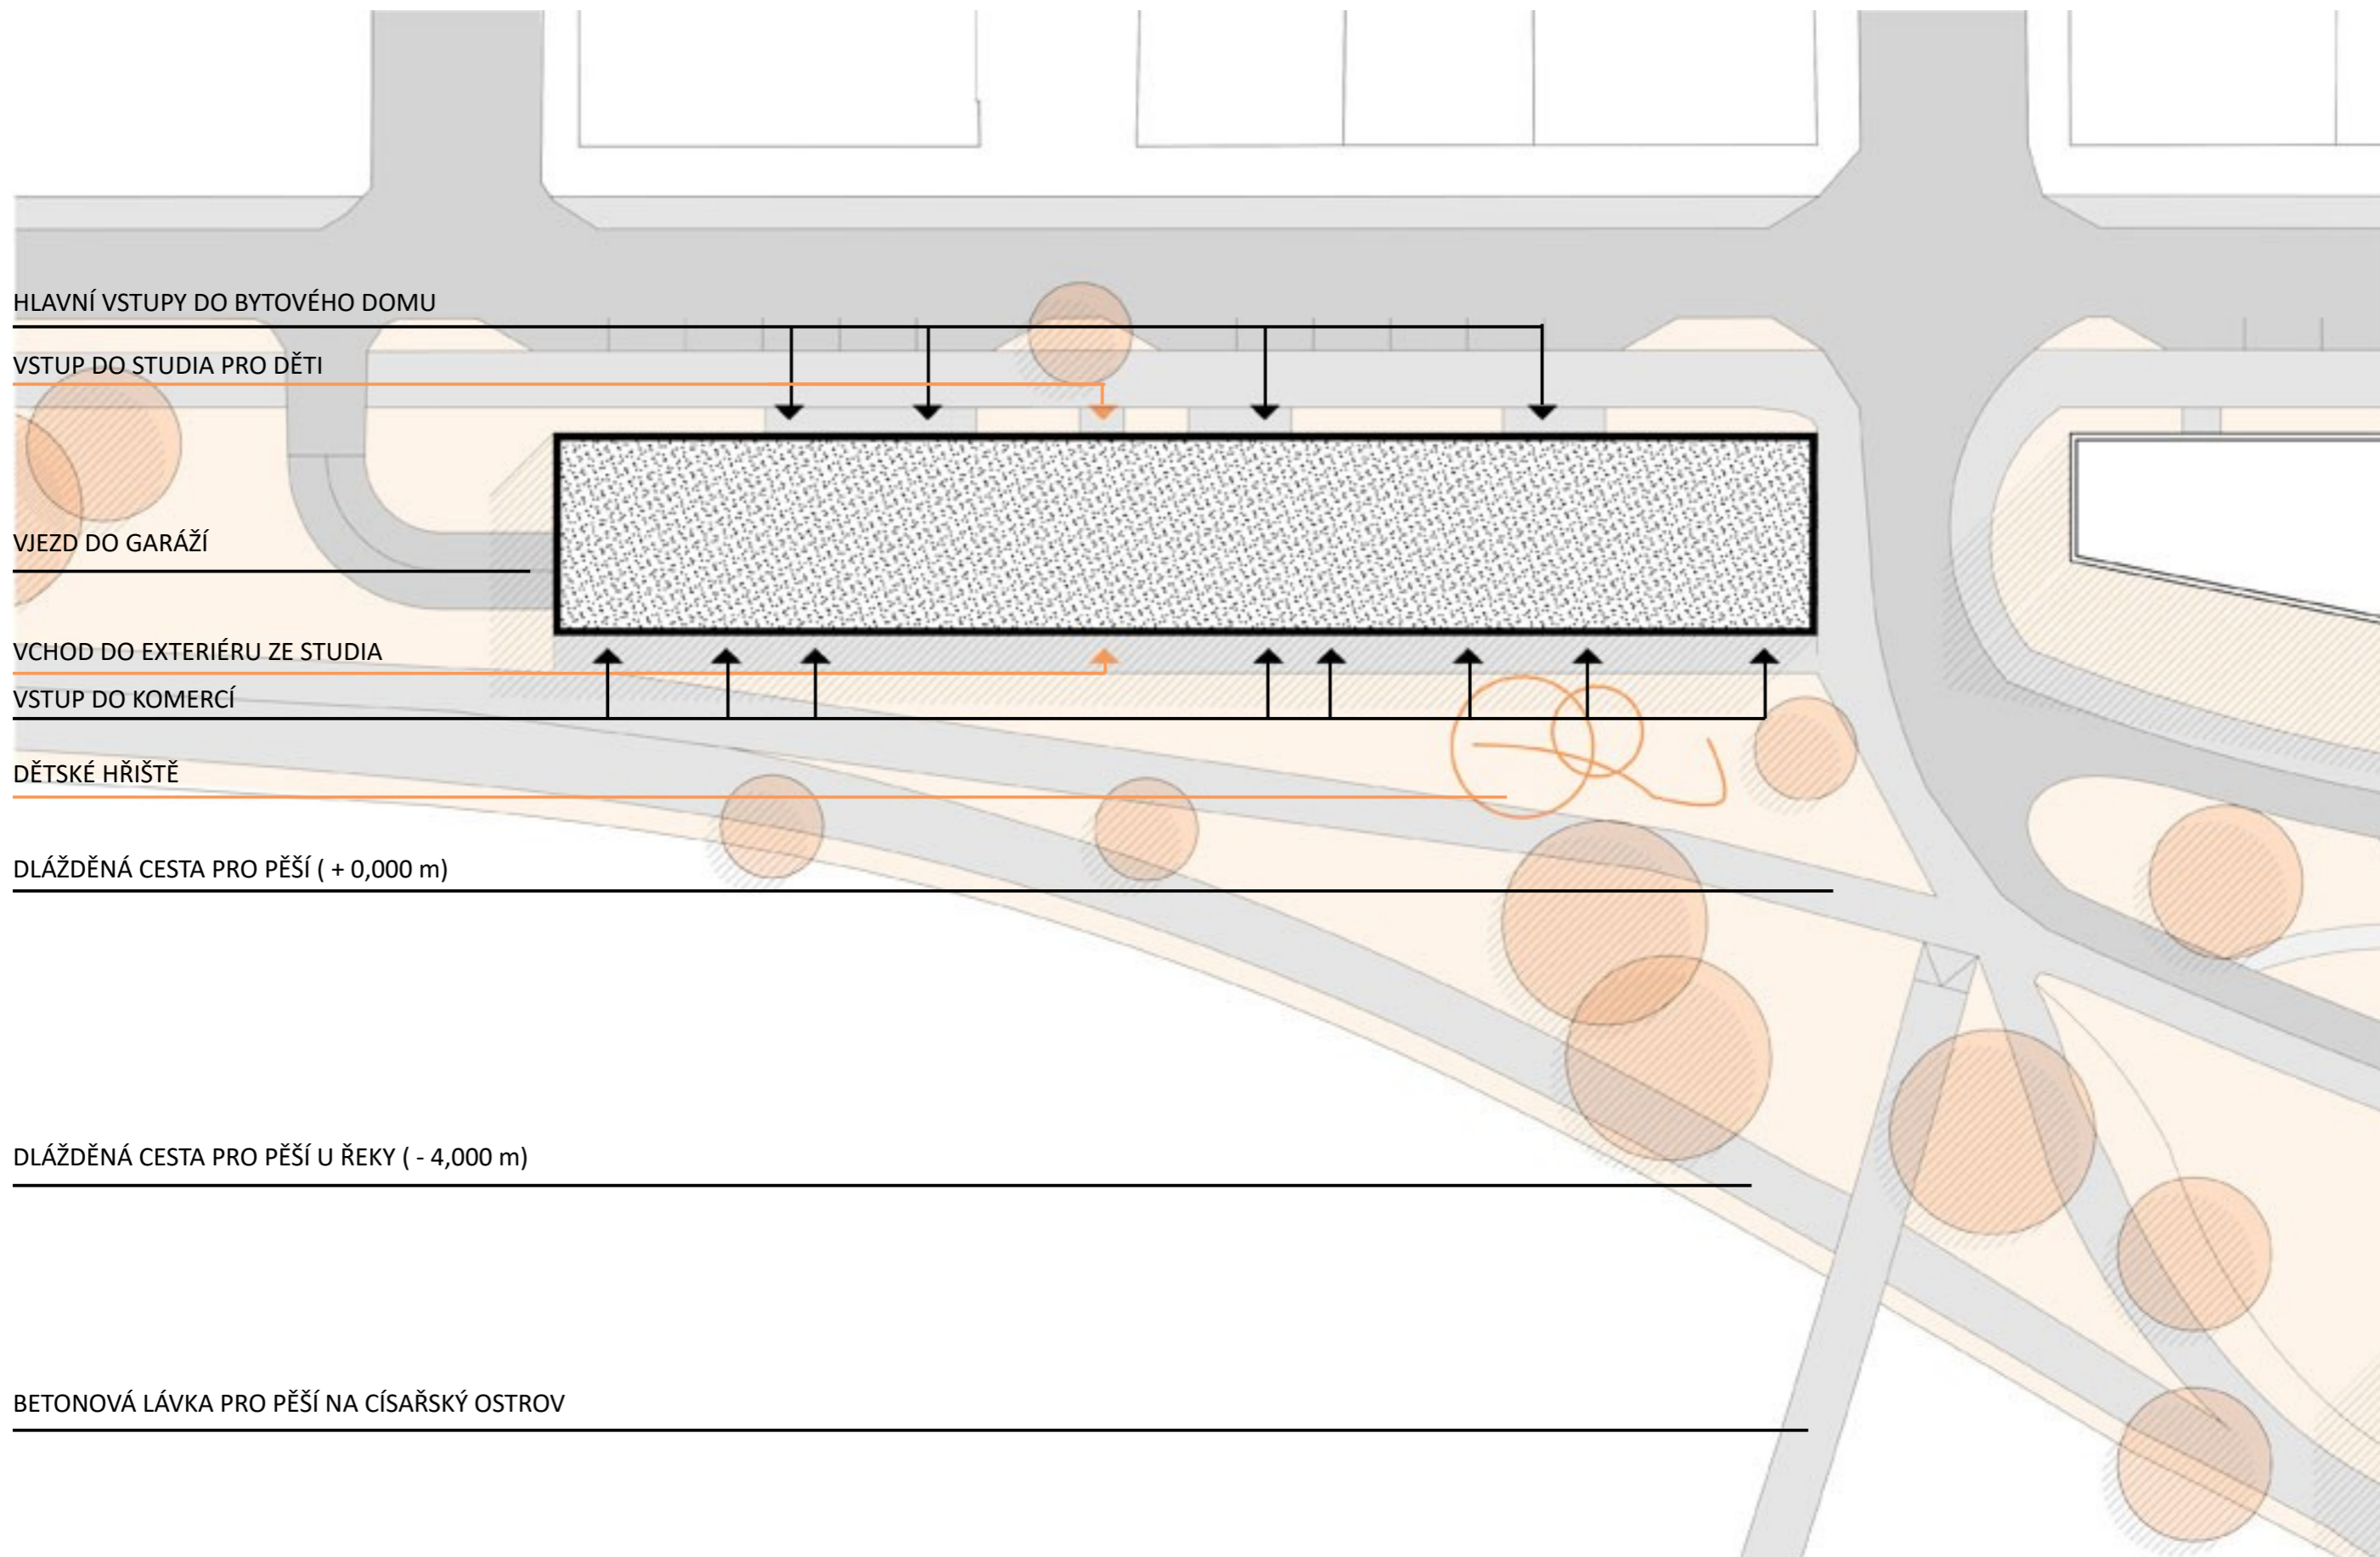 HLAVNÍ VSTUPY DO BYTOVÉHO DOMU
VSTUP DO STUDIA PRO DĚTI
VJEZD DO GARÁŽÍ
VCHOD DO EXTERIÉRU ZE STUDIA
VSTUP DO KOMERCÍ
DĚTSKÉ HŘIŠTĚ
DLÁŽDĚNÁ CESTA PRO PĚŠÍ ( + 0,000 m)
DLÁŽDĚNÁ CESTA PRO PĚŠÍ U ŘEKY ( - 4,000 m)
BETONOVÁ LÁVKA PRO PĚŠÍ NA CÍSAŘSKÝ OSTROV